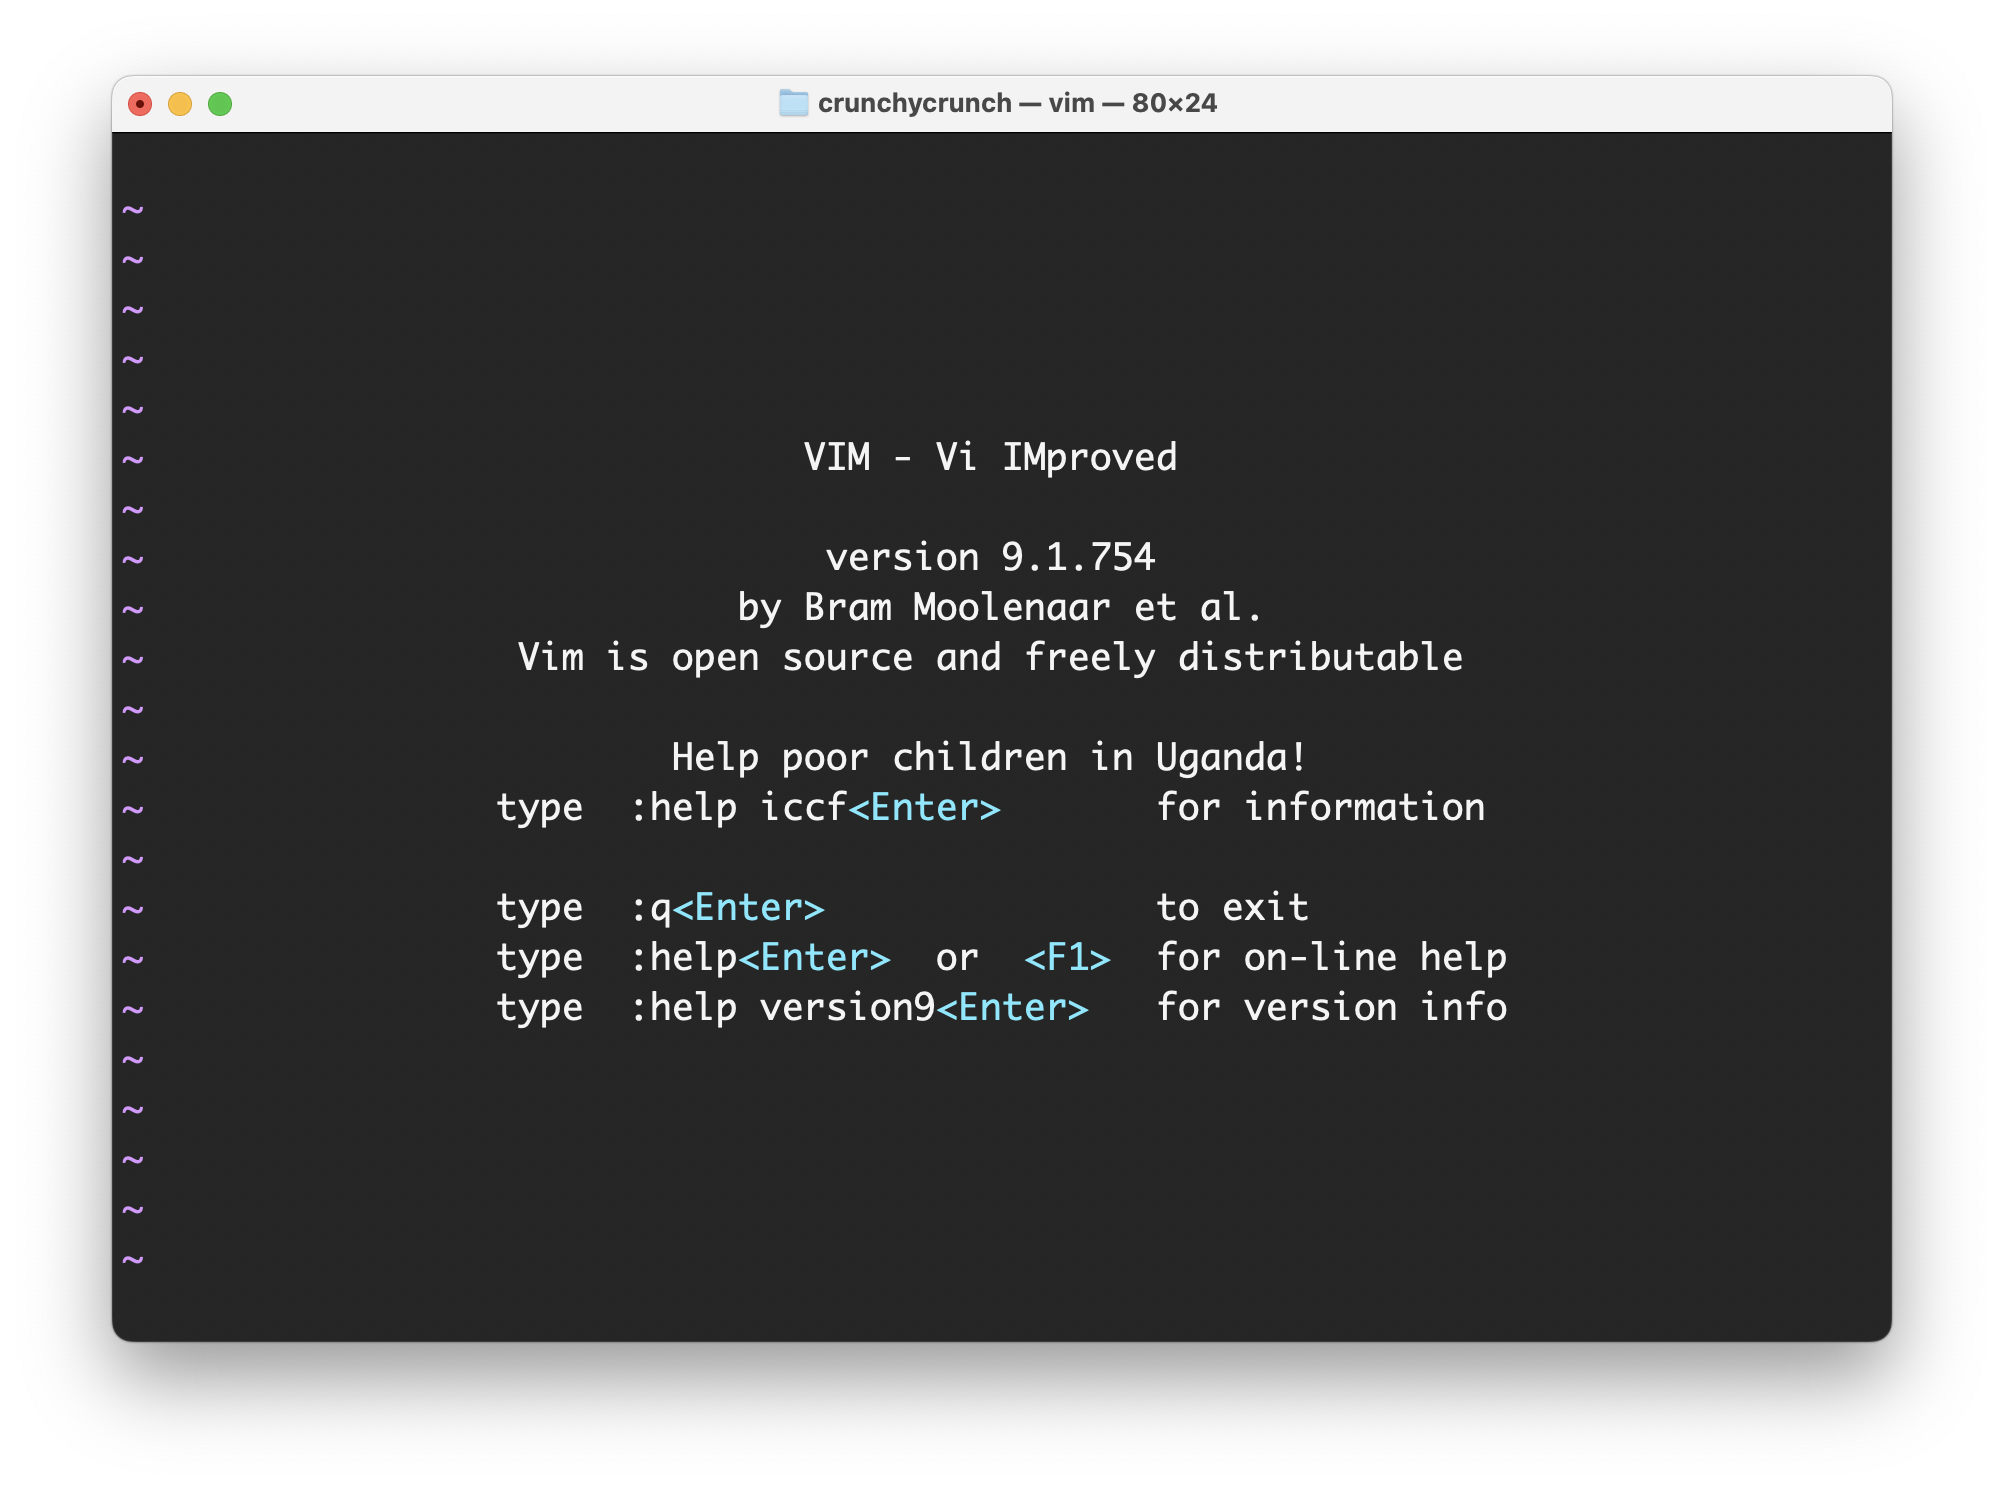 crunchycrunch — vim — 80×24
~
~
~
~
~
~ VIM - Vi IMproved
~
~ version 9.1.754
~ by Bram Moolenaar et al.
~ Vim is open source and freely distributable
~
~ Help poor children in Uganda!
~ type :help iccf<Enter> for information
~
~ type :q<Enter> to exit
~ type :help<Enter> or <F1> for on-line help
~ type :help version9<Enter> for version info
~
~
~
~
~